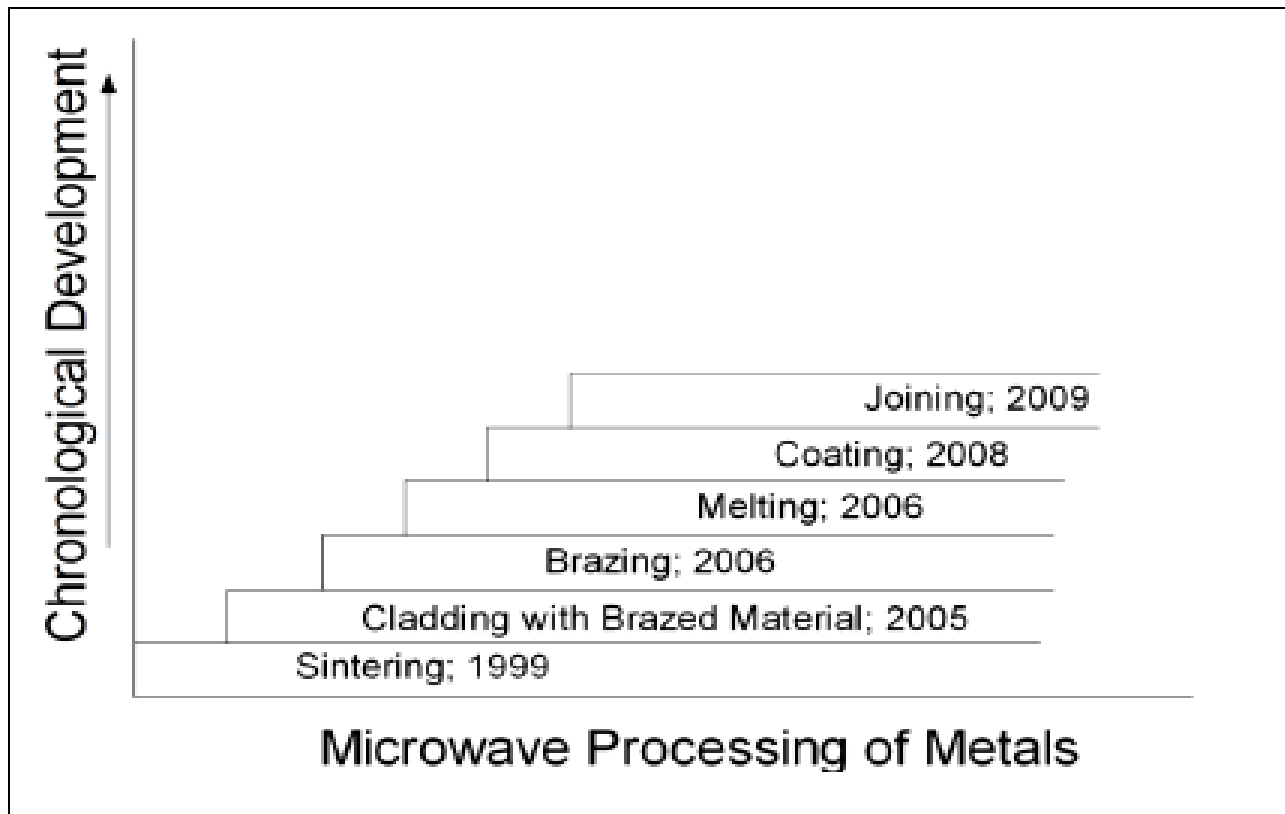 Chronological Development
Joining; 2009
Coating; 2008
Melting; 2006
Brazing; 2006
Cladding with Brazed Material; 2005
Sintering; 1999
Microwave Processing of Metals